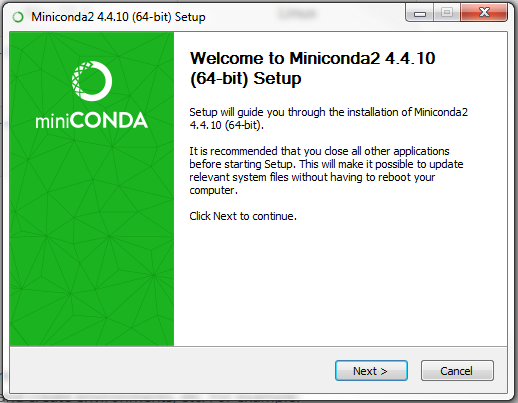 Miniconda2 4.4.10 (64-bit) Setup
miniCONDA
Welcome to Miniconda2 4.4.10
(64-bit) Setup
Setup will guide you through the installation of Miniconda2
4.4.10 (64-bit).
It is recommended that you close all other applications
before starting Setup. This will make it possible to update
relevant system files without having to reboot your
computer.
Click Next to continue.
Next >
Cancel